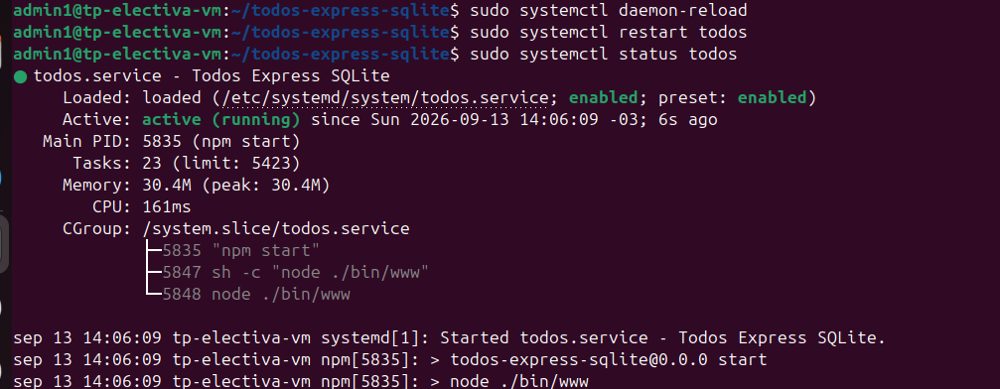 admin1@tp-electiva-vm:~/todos-express-sqlite$ sudo systemctl daemon-reload
admin1@tp-electiva-vm:~/todos-express-sqlite$ sudo systemctl restart todos
admin1@tp-electiva-vm:~/todos-express-sqlite$ sudo systemctl status todos
● todos.service - Todos Express SQLite
Loaded: loaded (/etc/systemd/system/todos.service; enabled; preset: enabled)
Active: active (running) since Sun 2026-09-13 14:06:09 -03; 6s ago
Main PID: 5835 (npm start)
Tasks: 23 (limit: 5423)
Memory: 30.4M (peak: 30.4M)
CPU: 161ms
CGroup: /system.slice/todos.service
├─5835 "npm start"
├─5847 sh -c "node ./bin/www"
└─5848 node ./bin/www
sep 13 14:06:09 tp-electiva-vm systemd[1]: Started todos.service - Todos Express SQLite.
sep 13 14:06:09 tp-electiva-vm npm[5835]: > todos-express-sqlite@0.0.0 start
sep 13 14:06:09 tp-electiva-vm npm[5835]: > node ./bin/www